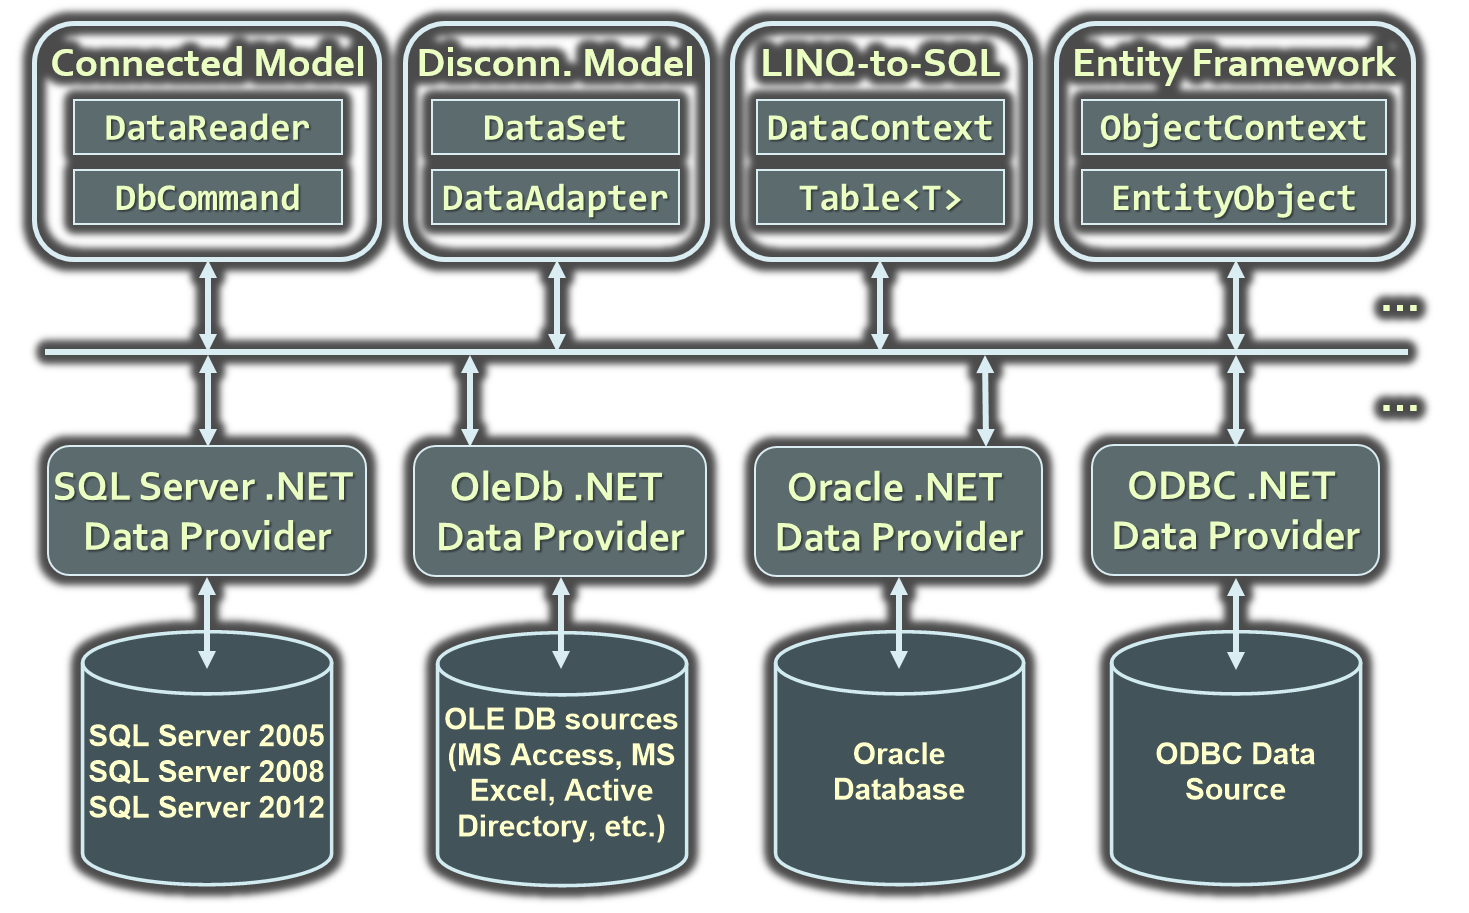 Connected Model
DataReader
DbCommand
Disconn. Model
DataSet
DataAdapter
LINQ-to-SQL
DataContext
Table<T>
Entity Framework
ObjectContext
EntityObject
...
...
SQL Server .NET
Data Provider
OleDb .NET
Data Provider
Oracle .NET
Data Provider
ODBC .NET
Data Provider
SQL Server 2005
SQL Server 2008
SQL Server 2012
OLE DB sources
(MS Access, MS
Excel, Active
Directory, etc.)
Oracle
Database
ODBC Data
Source